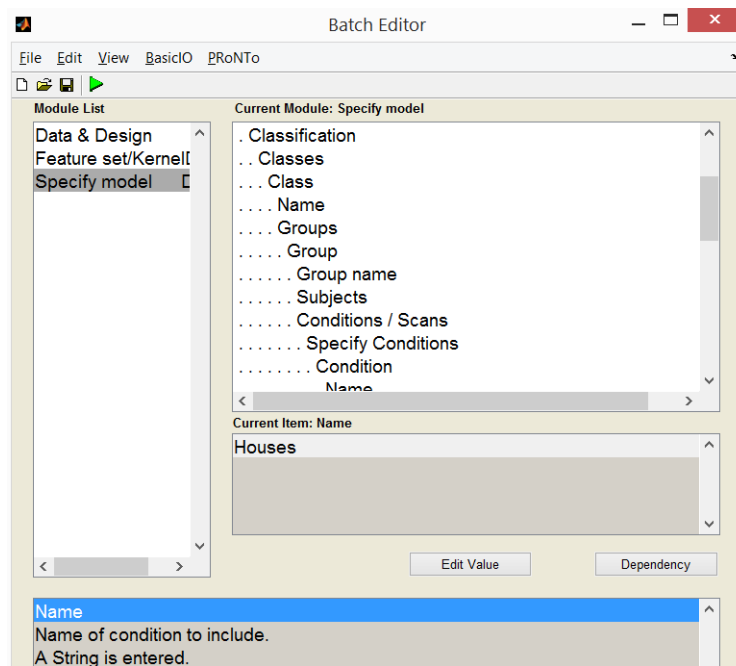 Batch Editor
File Edit View BasicIO PRoNTo
Module List
Data & Design
Feature set/Kernel
Specify model
Current Module: Specify model
. Classification
. . Classes
. . . Class
. . . . Name
. . . . Groups
. . . . . Group
. . . . . . Group name
. . . . . . Subjects
. . . . . . Conditions / Scans
. . . . . . . Specify Conditions
. . . . . . . . Condition
Name
Current Item: Name
Houses
Edit Value Dependency
Name
Name of condition to include.
A String is entered.